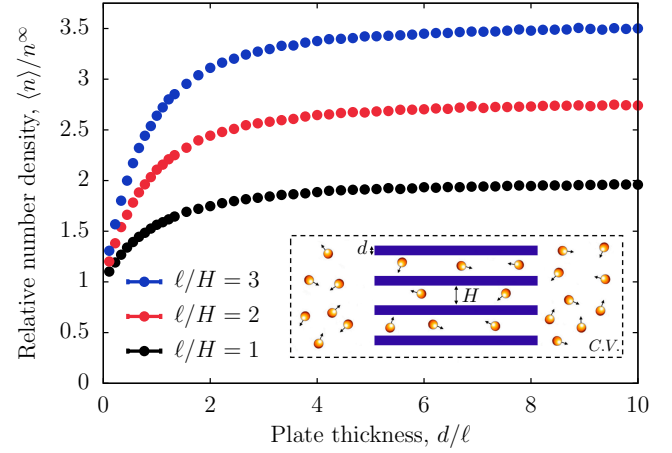 Relative number density, ⟨n⟩/n^∞
3.5
3
2.5
2
1.5
1
0.5
0
ℓ/H = 3
ℓ/H = 2
ℓ/H = 1
d
H
C.V.
0 2 4 6 8 10
Plate thickness, d/ℓ